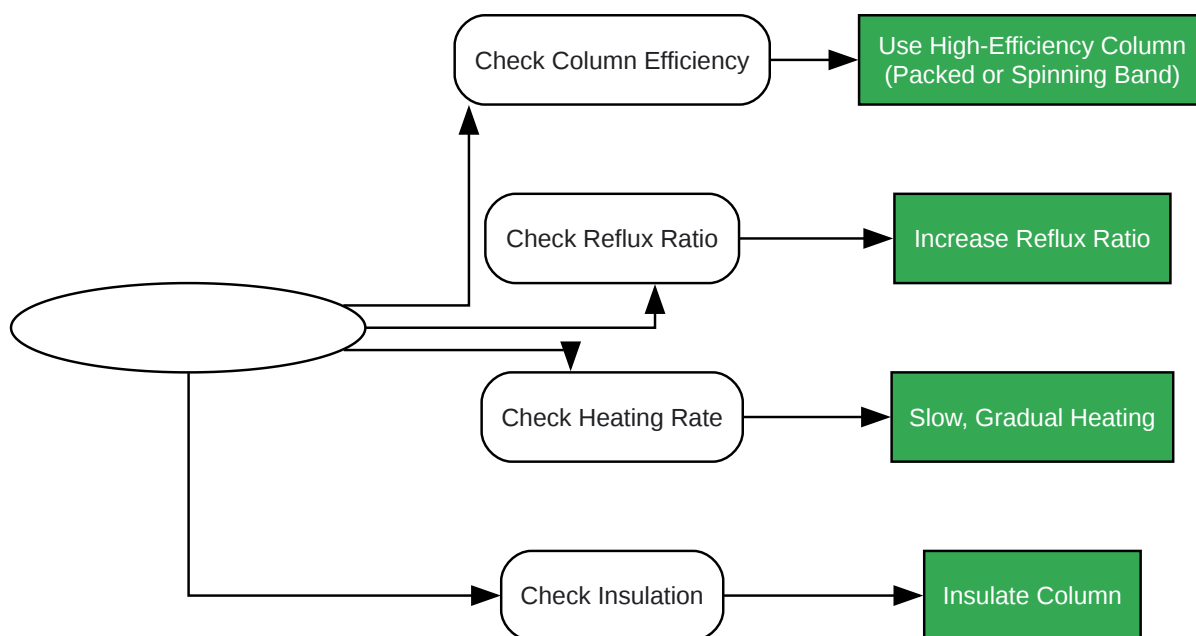 Check Column Efficiency
Use High-Efficiency Column
(Packed or Spinning Band)
Check Reflux Ratio
Increase Reflux Ratio
Check Heating Rate
Slow, Gradual Heating
Check Insulation
Insulate Column